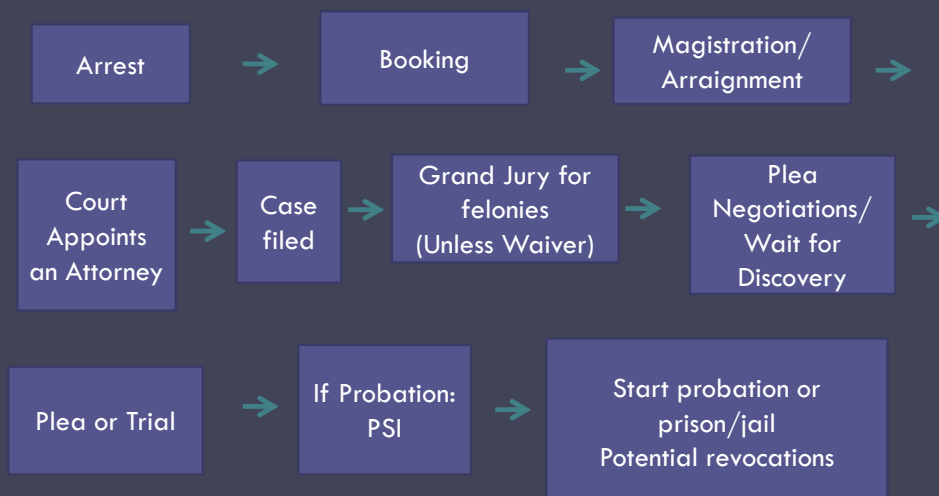 Arrest
Booking
Magistration/
Arraignment
Court
Appoints
an Attorney
Case
filed
Grand Jury for
felonies
(Unless Waiver)
Plea
Negotiations/
Wait for
Discovery
Plea or Trial
If Probation:
PSI
Start probation or
prison/jail
Potential revocations